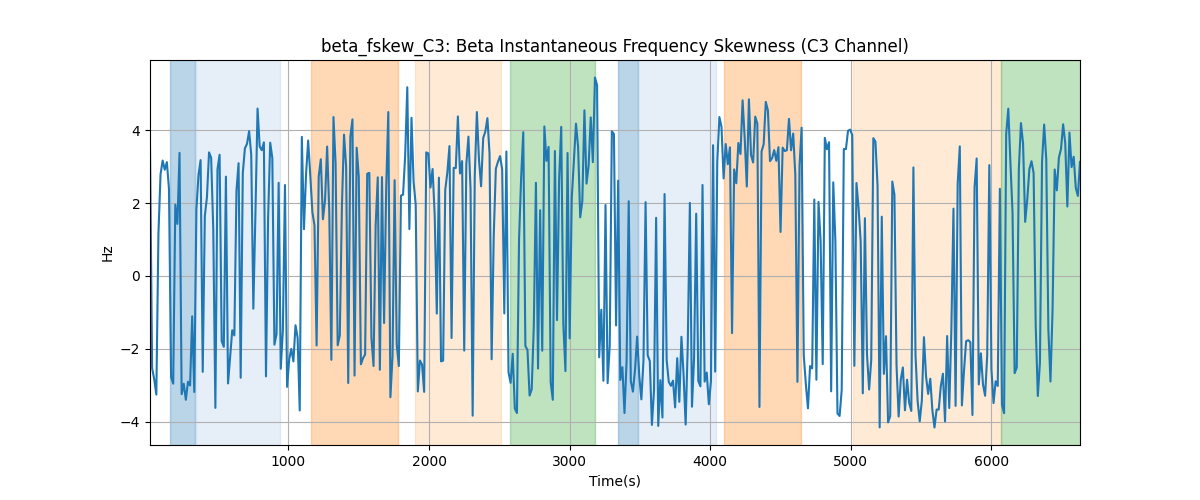 beta_fskew_C3: Beta Instantaneous Frequency Skewness (C3 Channel)
4
2
0
−2
−4
Hz
1000 2000 3000 4000 5000 6000
Time(s)